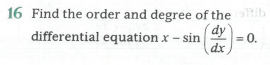 16 Find the order and degree of the
differential equation x − sin (dy/dx) = 0.